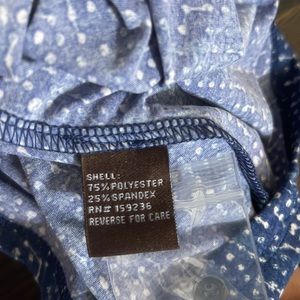 SHELL:
75% POLYESTER
25% SPANDEX
RN# 159236
REVERSE FOR CARE